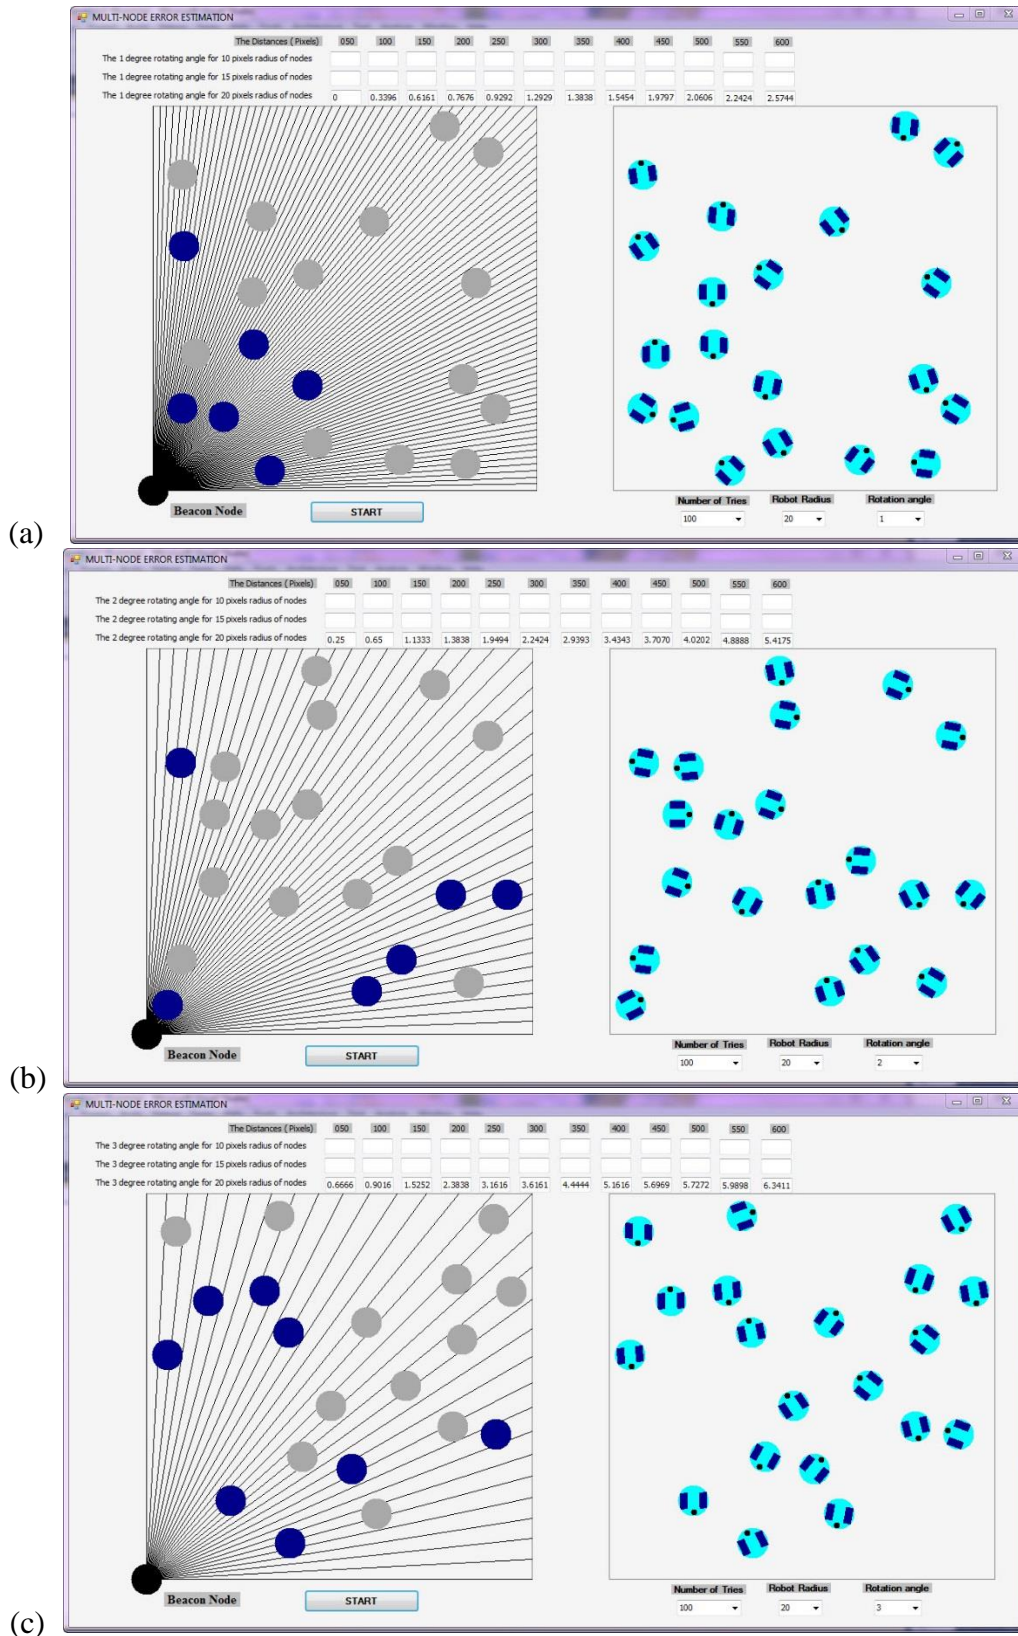 MULTI-NODE ERROR ESTIMATION
The Distances ( Pixels) 050 100 150 200 250 300 350 400 450 500 550 600
The 1 degree rotating angle for 10 pixels radius of nodes
The 1 degree rotating angle for 15 pixels radius of nodes
The 1 degree rotating angle for 20 pixels radius of nodes 0 0.3396 0.6161 0.7676 0.9292 1.2929 1.3838 1.5454 1.9797 2.0606 2.2424 2.5744
Number of Tries Robot Radius Rotation angle
Beacon Node START 100 20 1
(a)
MULTI-NODE ERROR ESTIMATION
The Distances ( Pixels) 050 100 150 200 250 300 350 400 450 500 550 600
The 2 degree rotating angle for 10 pixels radius of nodes
The 2 degree rotating angle for 15 pixels radius of nodes
The 2 degree rotating angle for 20 pixels radius of nodes 0.25 0.65 1.1333 1.3838 1.9494 2.2424 2.9393 3.4343 3.7070 4.0202 4.8888 5.4175
Number of Tries Robot Radius Rotation angle
Beacon Node START 100 20 2
(b)
MULTI-NODE ERROR ESTIMATION
The Distances ( Pixels) 050 100 150 200 250 300 350 400 450 500 550 600
The 3 degree rotating angle for 10 pixels radius of nodes
The 3 degree rotating angle for 15 pixels radius of nodes
The 3 degree rotating angle for 20 pixels radius of nodes 0.6666 0.9016 1.5252 2.3838 3.1616 3.6161 4.4444 5.1616 5.6969 5.7272 5.9898 6.3411
Number of Tries Robot Radius Rotation angle
Beacon Node START 100 20 3
(c)